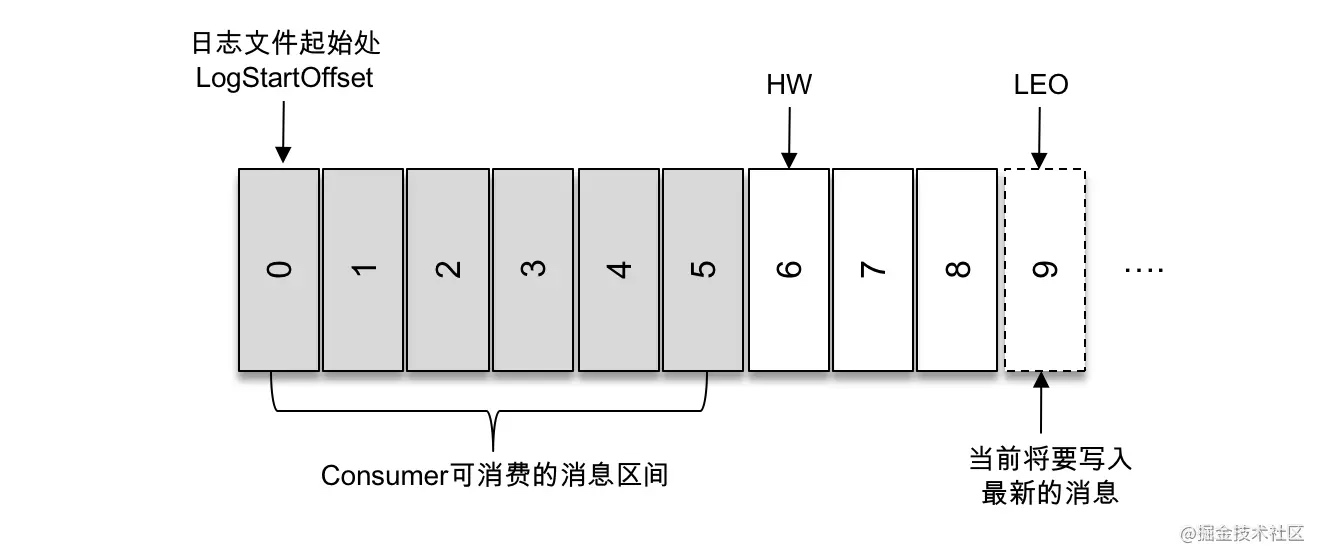 日志文件起始处
LogStartOffset
HW
LEO
0
1
2
3
4
5
6
7
8
9
....
Consumer可消费的消息区间
当前将要写入
最新的消息
@掘金技术社区